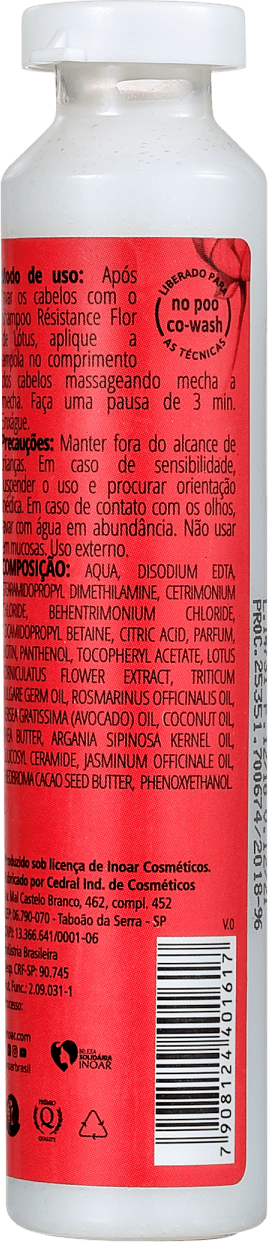 Modo de uso: Após
lavar os cabelos com o
shampoo Résistance Flor
de Lótus, aplique a
ampola no comprimento
dos cabelos massageando mecha a
mecha. Faça uma pausa de 3 min.
Enxágue.
LIBERADO PARA
no poo
co-wash
AS TÉCNICAS
Precauções: Manter fora do alcance de
crianças. Em caso de sensibilidade,
suspender o uso e procurar orientação
médica. Em caso de contato com os olhos,
lavar com água em abundância. Não usar
em mucosas. Uso externo.
COMPOSIÇÃO: AQUA, DISODIUM EDTA,
STEARAMIDOPROPYL DIMETHILAMINE, CETRIMONIUM
CHLORIDE, BEHENTRIMONIUM CHLORIDE,
COCAMIDOPROPYL BETAINE, CITRIC ACID, PARFUM,
BIOTIN, PANTHENOL, TOCOPHERYL ACETATE, LOTUS
CORNICULATUS FLOWER EXTRACT, TRITICUM
VULGARE GERM OIL, ROSMARINUS OFFICINALIS OIL,
PERSEA GRATISSIMA (AVOCADO) OIL, COCONUT OIL,
SHEA BUTTER, ARGANIA SIPINOSA KERNEL OIL,
GLUCOSYL CERAMIDE, JASMINUM OFFICINALE OIL,
THEOBROMA CACAO SEED BUTTER, PHENOXYETHANOL.
PROC. 25351.700674/2018-96
Produzido sob licença de Inoar Cosméticos.
Fabricado por Cedral Ind. de Cosméticos
Mal Castelo Branco, 462, compl. 452
CEP: 06.790-070 - Taboão da Serra - SP
CNPJ: 13.366.641/0001-06
Indústria Brasileira
Resp. CRF-SP: 90.745
Aut. Func.: 2.09.031-1
Processo:
V.0
inoar.com
inoarbrasil
BELEZA
SOLIDÁRIA
INOAR
PRÊMIO
Q
QUALITY
7 908124 401617